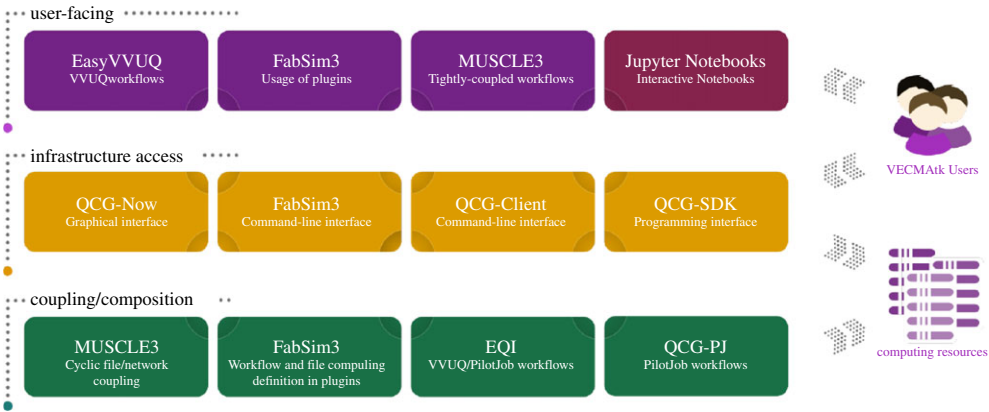 user-facing
EasyVVUQ
VVUQworkflows
FabSim3
Usage of plugins
MUSCLE3
Tightly-coupled workflows
Jupyter Notebooks
Interactive Notebooks
VECMAtk Users
infrastructure access
QCG-Now
Graphical interface
FabSim3
Command-line interface
QCG-Client
Command-line interface
QCG-SDK
Programming interface
coupling/composition
MUSCLE3
Cyclic file/network
coupling
FabSim3
Workflow and file compuling
definition in plugins
EQI
VVUQ/PilotJob workflows
QCG-PJ
PilotJob workflows
computing resources